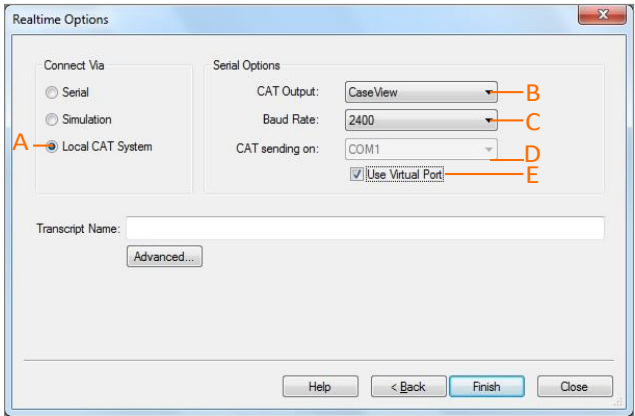 Realtime Options
Connect Via
Serial
Simulation
A Local CAT System
Serial Options
CAT Output: CaseView B
Baud Rate: 2400 C
CAT sending on: COM1 D
Use Virtual Port E
Transcript Name:
Advanced...
Help < Back Finish Close